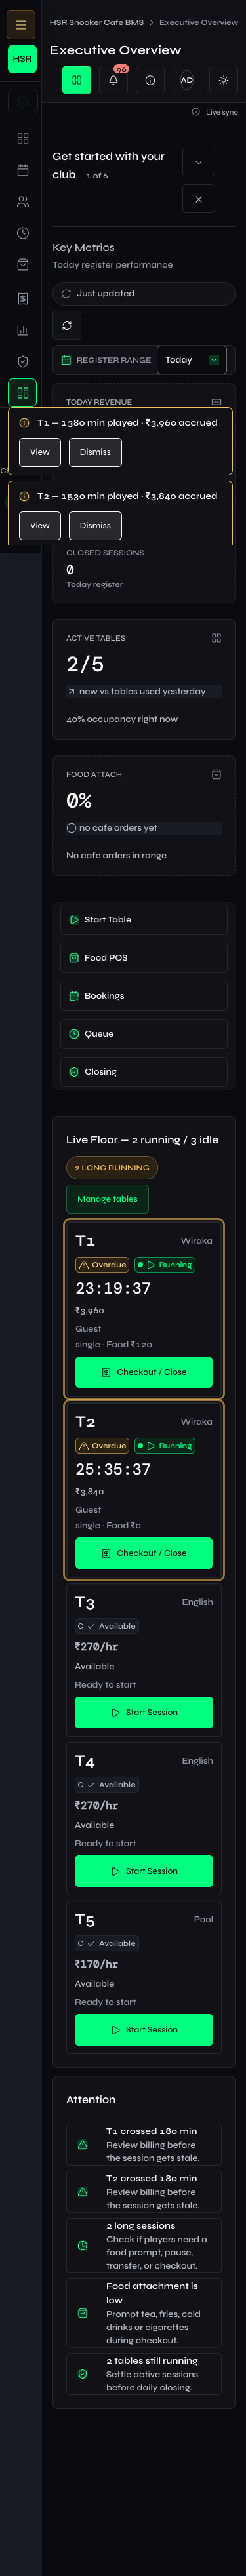 HSR Snooker Cafe BMS > Executive Overview
Executive Overview
HSR
96
AD
Live sync
Get started with your
club 1 of 6
Key Metrics
Today register performance
Just updated
REGISTER RANGE Today
TODAY REVENUE
T1 — 1380 min played · ₹3,960 accrued
View Dismiss
T2 — 1530 min played · ₹3,840 accrued
View Dismiss
CLOSED SESSIONS
0
Today register
ACTIVE TABLES
2/5
new vs tables used yesterday
40% occupancy right now
FOOD ATTACH
0%
no cafe orders yet
No cafe orders in range
Start Table
Food POS
Bookings
Queue
Closing
Live Floor — 2 running / 3 idle
2 LONG RUNNING
Manage tables
T1 Wiraka
Overdue Running
23:19:37
₹3,960
Guest
single · Food ₹120
Checkout / Close
T2 Wiraka
Overdue Running
25:35:37
₹3,840
Guest
single · Food ₹0
Checkout / Close
T3 English
Available
₹270/hr
Available
Ready to start
Start Session
T4 English
Available
₹270/hr
Available
Ready to start
Start Session
T5 Pool
Available
₹170/hr
Available
Ready to start
Start Session
Attention
T1 crossed 180 min
Review billing before
the session gets stale.
T2 crossed 180 min
Review billing before
the session gets stale.
2 long sessions
Check if players need a
food prompt, pause,
transfer, or checkout.
Food attachment is
low
Prompt tea, fries, cold
drinks or cigarettes
during checkout.
2 tables still running
Settle active sessions
before daily closing.